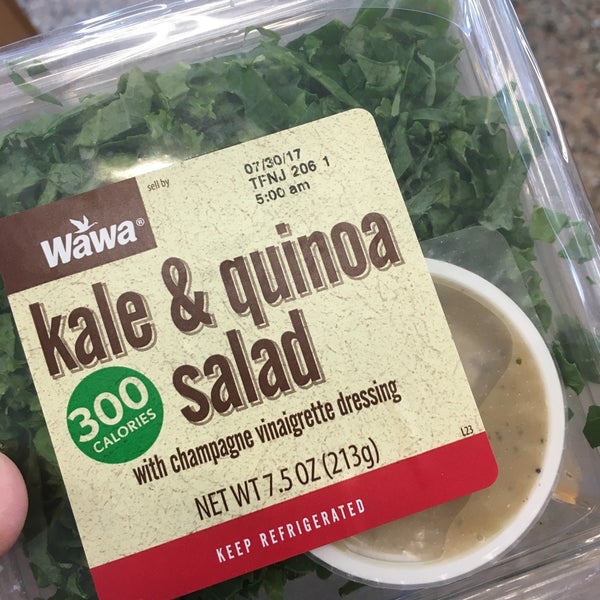 sell by
07/30/17
TFNJ 206 1
5:00 am
Wawa®
kale & quinoa
salad
300
CALORIES
with champagne vinaigrette dressing
NET WT 7.5 OZ (213g)
L23
KEEP REFRIGERATED